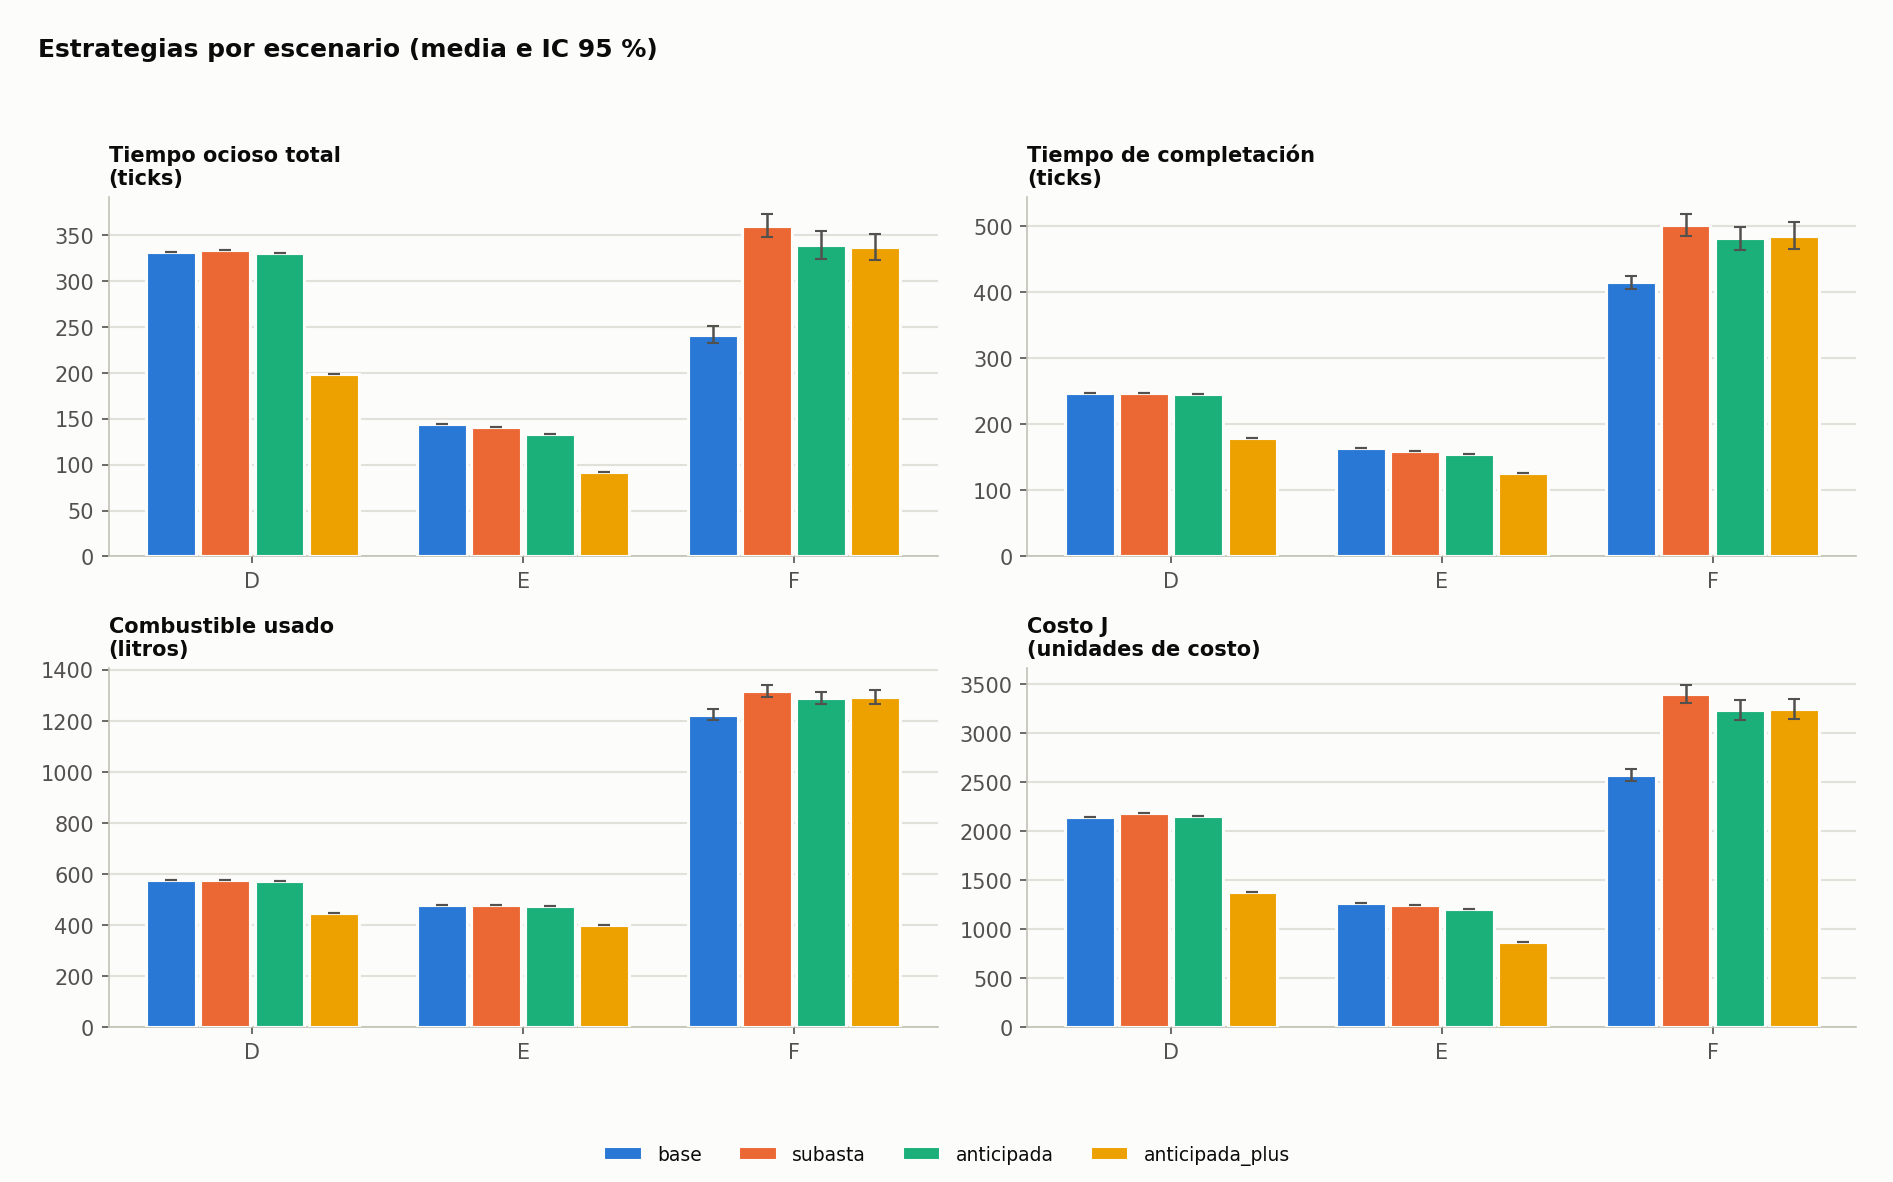 Estrategias por escenario (media e IC 95 %)
Tiempo ocioso total
(ticks)
350
300
250
200
150
100
50
0
D E F
Tiempo de completación
(ticks)
500
400
300
200
100
0
D E F
Combustible usado
(litros)
1400
1200
1000
800
600
400
200
0
D E F
Costo J
(unidades de costo)
3500
3000
2500
2000
1500
1000
500
0
D E F
base subasta anticipada anticipada_plus